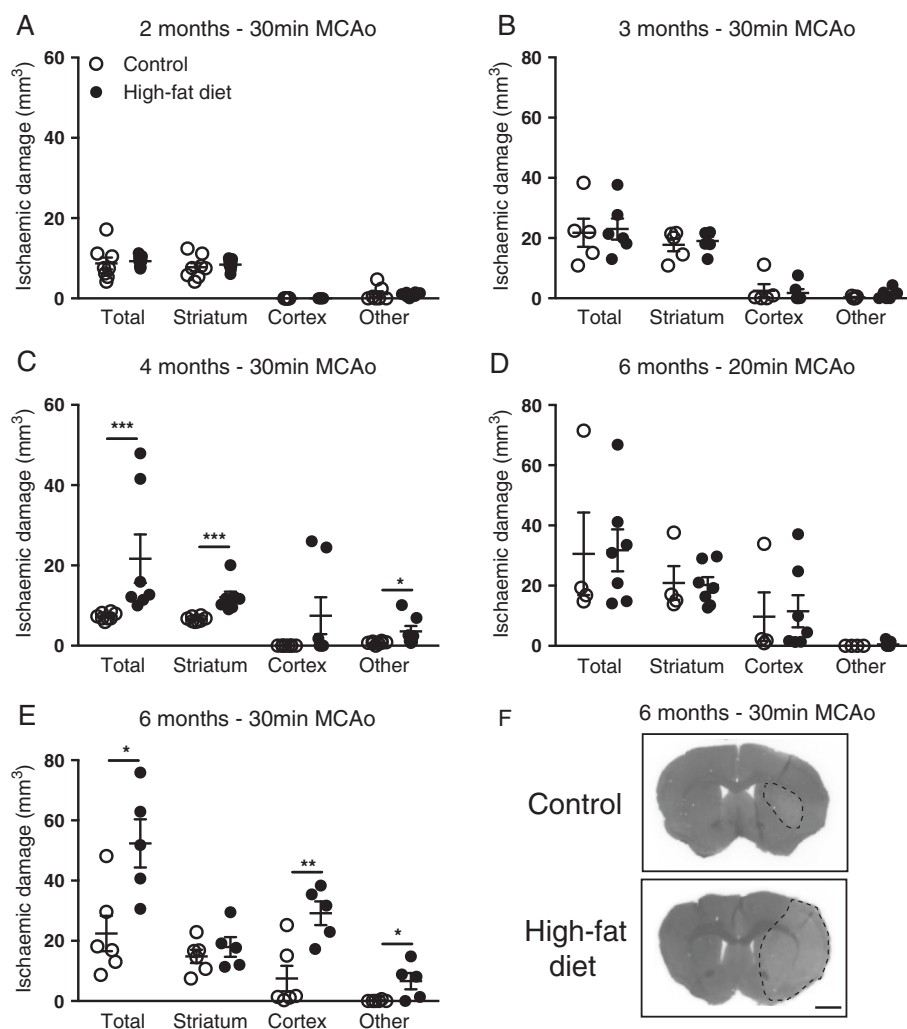 A
2 months - 30min MCAo
Ischaemic damage (mm³)
60
40
20
0
Control
High-fat diet
Total Striatum Cortex Other
B
3 months - 30min MCAo
Ischaemic damage (mm³)
80
60
40
20
0
Total Striatum Cortex Other
C
4 months - 30min MCAo
Ischaemic damage (mm³)
60
40
20
0
***
***
*
Total Striatum Cortex Other
D
6 months - 20min MCAo
Ischaemic damage (mm³)
80
60
40
20
0
Total Striatum Cortex Other
E
6 months - 30min MCAo
Ischaemic damage (mm³)
80
60
40
20
0
*
**
*
Total Striatum Cortex Other
F
6 months - 30min MCAo
Control
High-fat
diet